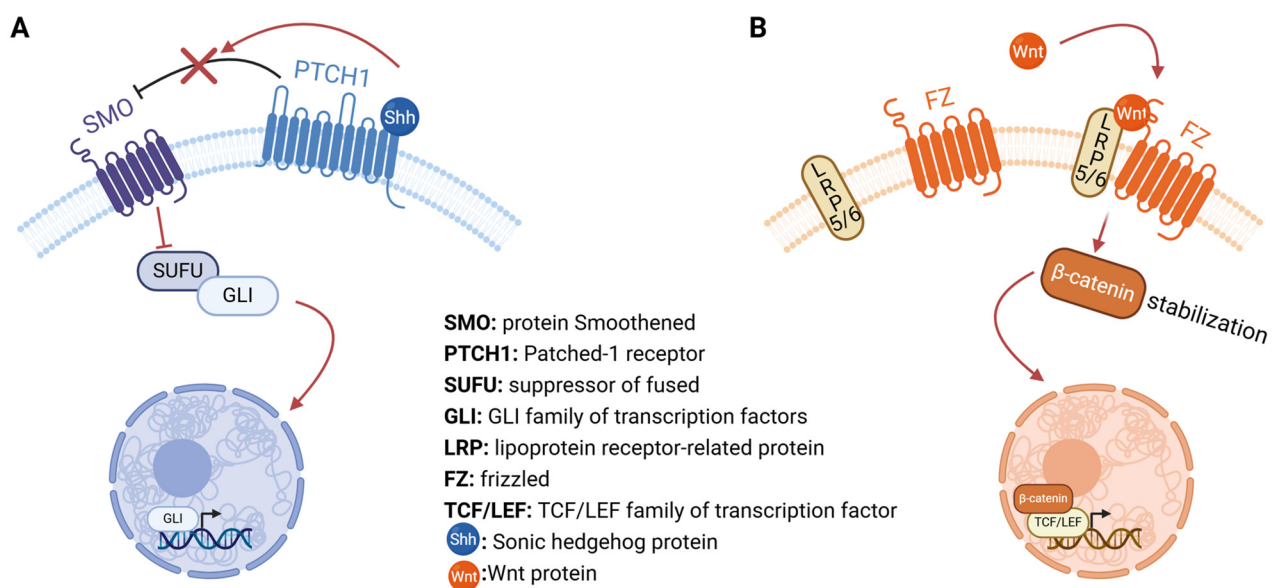 A
PTCH1
SMO
Shh
SUFU
GLI
GLI
B
Wnt
FZ
LRP 5/6
LRP 5/6
Wnt
FZ
β-catenin
stabilization
β-catenin
TCF/LEF
SMO: protein Smoothened
PTCH1: Patched-1 receptor
SUFU: suppressor of fused
GLI: GLI family of transcription factors
LRP: lipoprotein receptor-related protein
FZ: frizzled
TCF/LEF: TCF/LEF family of transcription factor
Shh: Sonic hedgehog protein
Wnt:Wnt protein